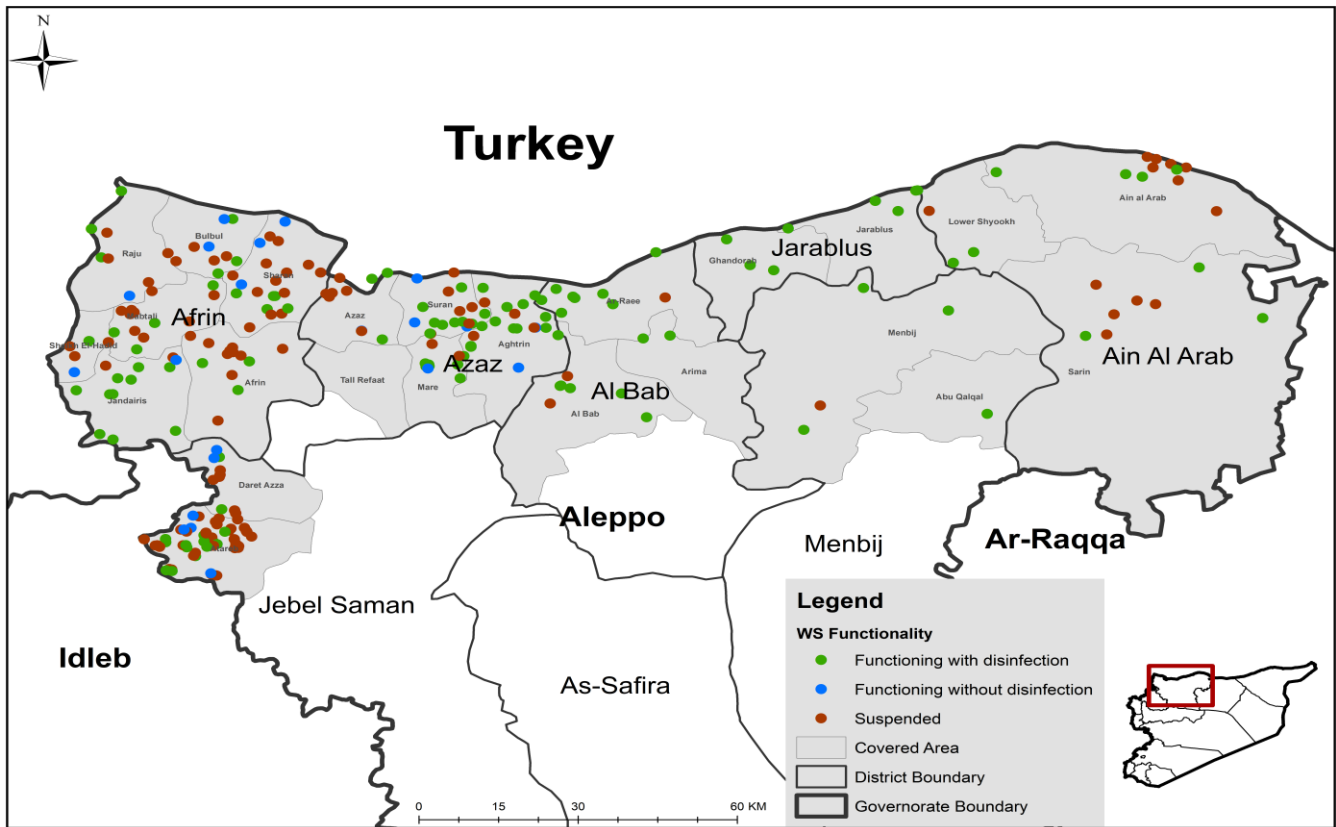 N
Turkey
Ain al Arab
Lower Shyookh
Jarablus
Bulbul
Raju
Sharan
Ghandorah
Jarablus
Ar-Raee
Suran
Azaz
Afrin
Menbij
Aghtrin
Ain Al Arab
Azaz
Sarin
Arima
Tall Refaat
Mare
Al Bab
Afrin
Jandairis
Abu Qalqal
Al Bab
Daret Azza
Aleppo
Ar-Raqqa
Menbij
Jebel Saman
Idleb
As-Safira
Legend
WS Functionality
Functioning with disinfection
Functioning without disinfection
Suspended
Covered Area
District Boundary
Governorate Boundary
0 15 30 60 KM